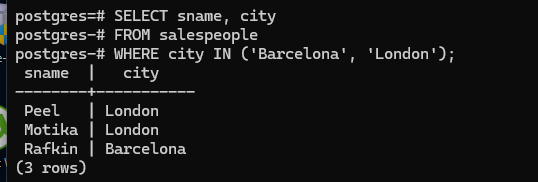 postgres=# SELECT sname, city
postgres-# FROM salespeople
postgres-# WHERE city IN ('Barcelona', 'London');
 sname  |   city
--------+-----------
 Peel   | London
 Motika | London
 Rafkin | Barcelona
(3 rows)